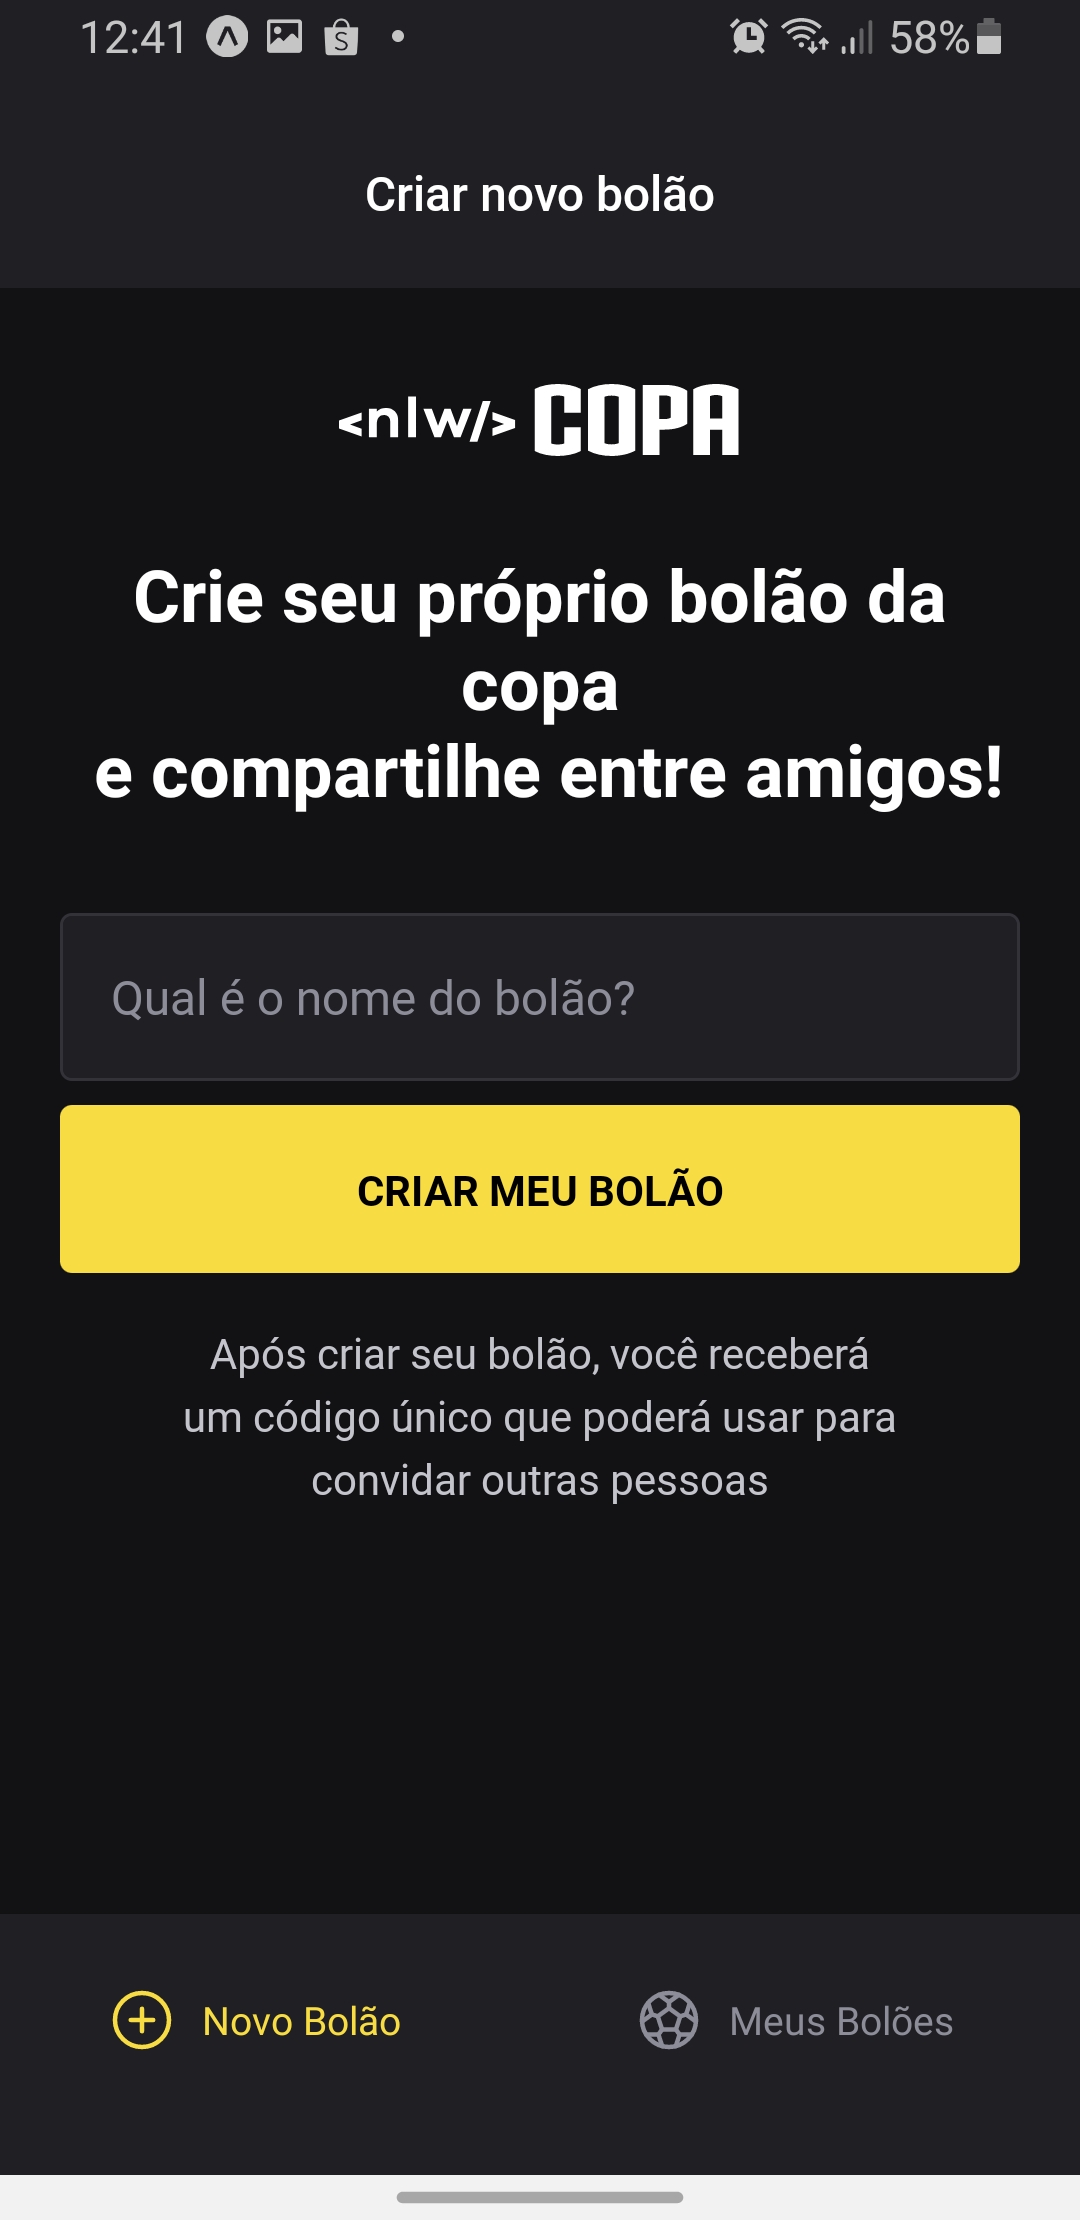 12:41
58%
Criar novo bolão
<nlw/> COPA
Crie seu próprio bolão da
copa
e compartilhe entre amigos!
Qual é o nome do bolão?
CRIAR MEU BOLÃO
Após criar seu bolão, você receberá
um código único que poderá usar para
convidar outras pessoas
Novo Bolão
Meus Bolões